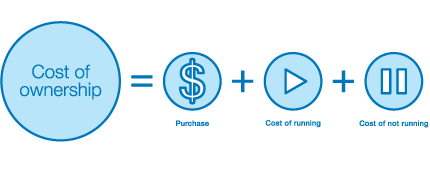 Cost of
ownership
=
$
+
+
Purchase
Cost of running
Cost of not running